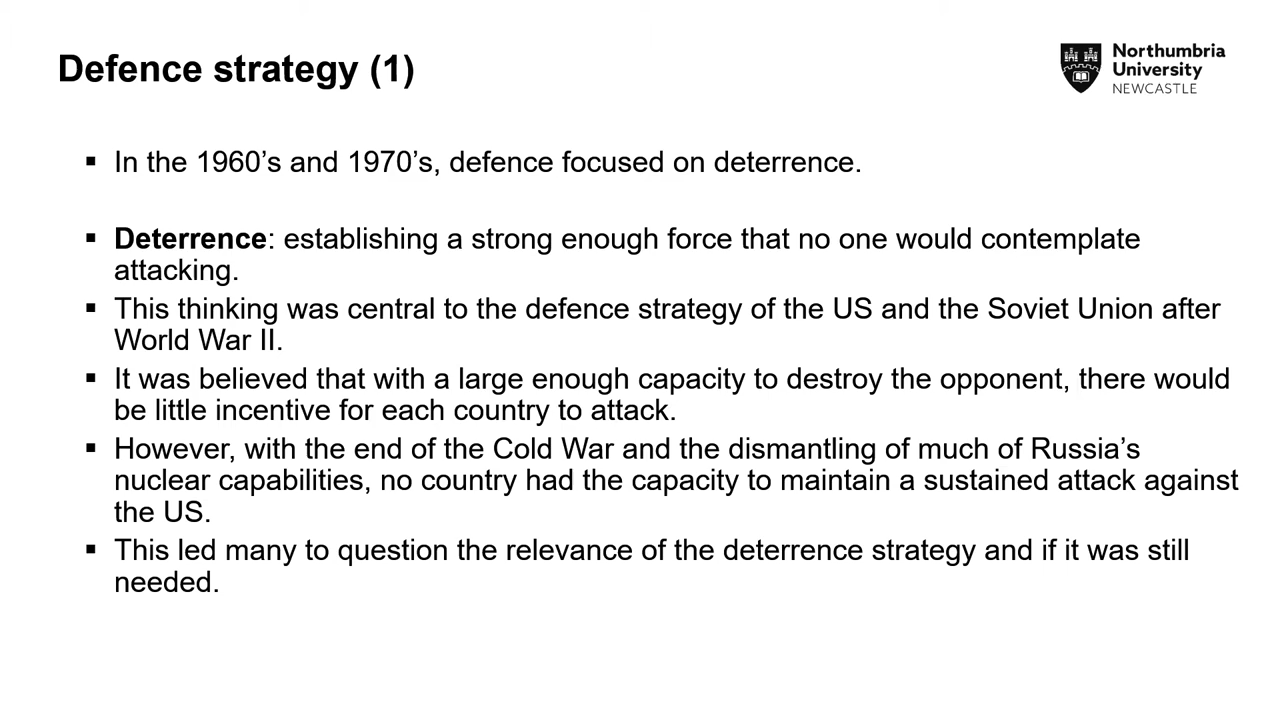 Defence strategy (1)
Northumbria
University
NEWCASTLE
▪ In the 1960’s and 1970’s, defence focused on deterrence.
▪ Deterrence: establishing a strong enough force that no one would contemplate
attacking.
▪ This thinking was central to the defence strategy of the US and the Soviet Union after
World War II.
▪ It was believed that with a large enough capacity to destroy the opponent, there would
be little incentive for each country to attack.
▪ However, with the end of the Cold War and the dismantling of much of Russia’s
nuclear capabilities, no country had the capacity to maintain a sustained attack against
the US.
▪ This led many to question the relevance of the deterrence strategy and if it was still
needed.